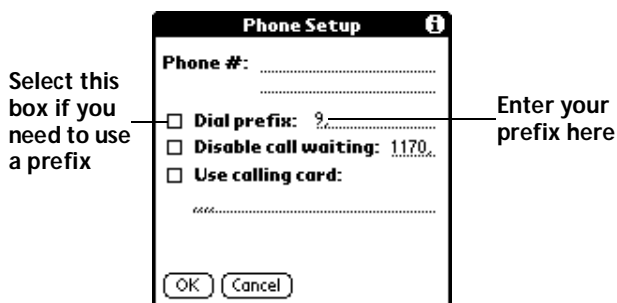 Phone Setup
Phone #:
Select this
box if you
need to use
a prefix
Dial prefix: 9,
Enter your
prefix here
Disable call waiting: 1170,
Use calling card:
,,,,
OK Cancel